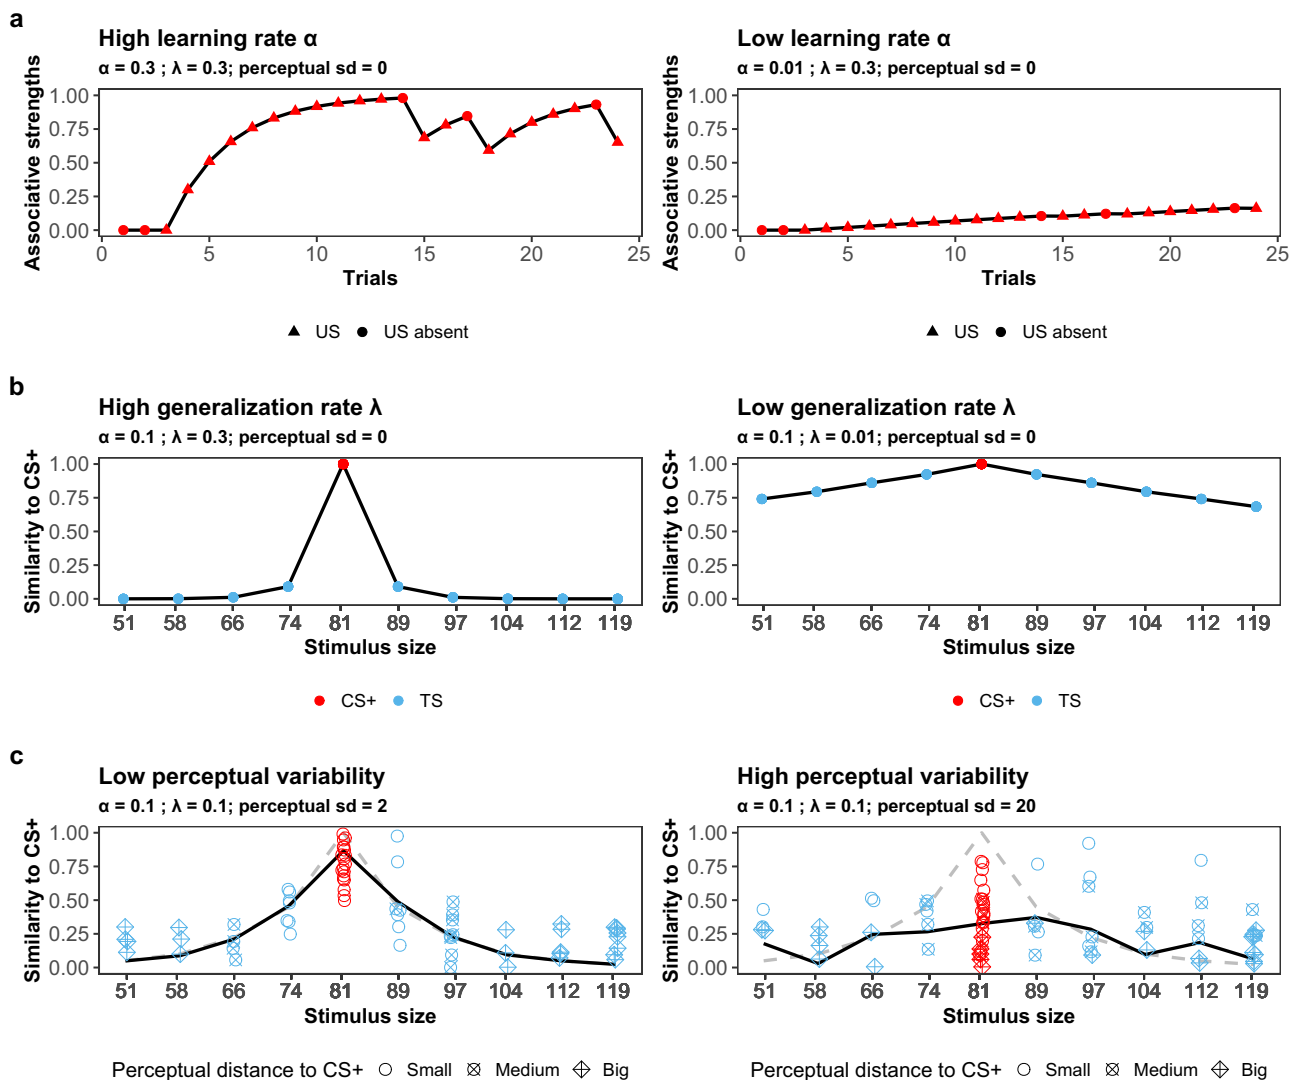 a
High learning rate α
α = 0.3 ; λ = 0.3; perceptual sd = 0
Associative strengths
1.00
0.75
0.50
0.25
0.00
0 5 10 15 20 25
Trials
US US absent
Low learning rate α
α = 0.01 ; λ = 0.3; perceptual sd = 0
Associative strengths
1.00
0.75
0.50
0.25
0.00
0 5 10 15 20 25
Trials
US US absent
b
High generalization rate λ
α = 0.1 ; λ = 0.3; perceptual sd = 0
Similarity to CS+
1.00
0.75
0.50
0.25
0.00
51 58 66 74 81 89 97 104 112 119
Stimulus size
CS+ TS
Low generalization rate λ
α = 0.1 ; λ = 0.01; perceptual sd = 0
Similarity to CS+
1.00
0.75
0.50
0.25
0.00
51 58 66 74 81 89 97 104 112 119
Stimulus size
CS+ TS
c
Low perceptual variability
α = 0.1 ; λ = 0.1; perceptual sd = 2
Similarity to CS+
1.00
0.75
0.50
0.25
0.00
51 58 66 74 81 89 97 104 112 119
Stimulus size
Perceptual distance to CS+ Small Medium Big
High perceptual variability
α = 0.1 ; λ = 0.1; perceptual sd = 20
Similarity to CS+
1.00
0.75
0.50
0.25
0.00
51 58 66 74 81 89 97 104 112 119
Stimulus size
Perceptual distance to CS+ Small Medium Big